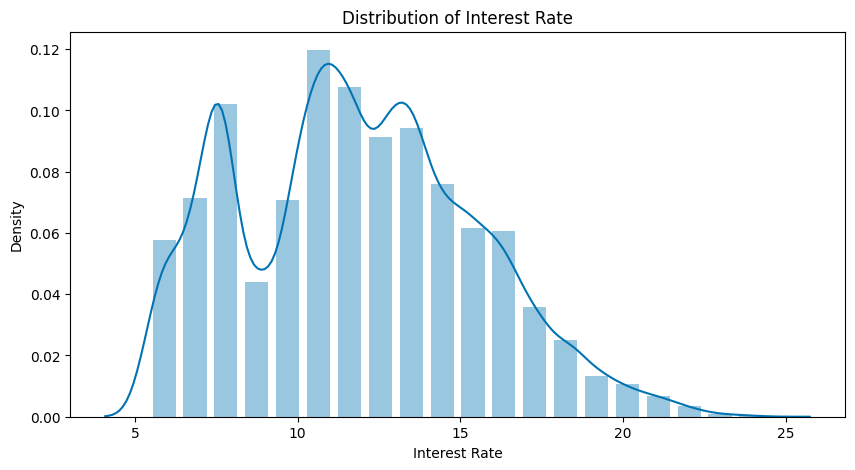 Distribution of Interest Rate
0.12
0.10
0.08
0.06
0.04
0.02
0.00
Density
5 10 15 20 25
Interest Rate